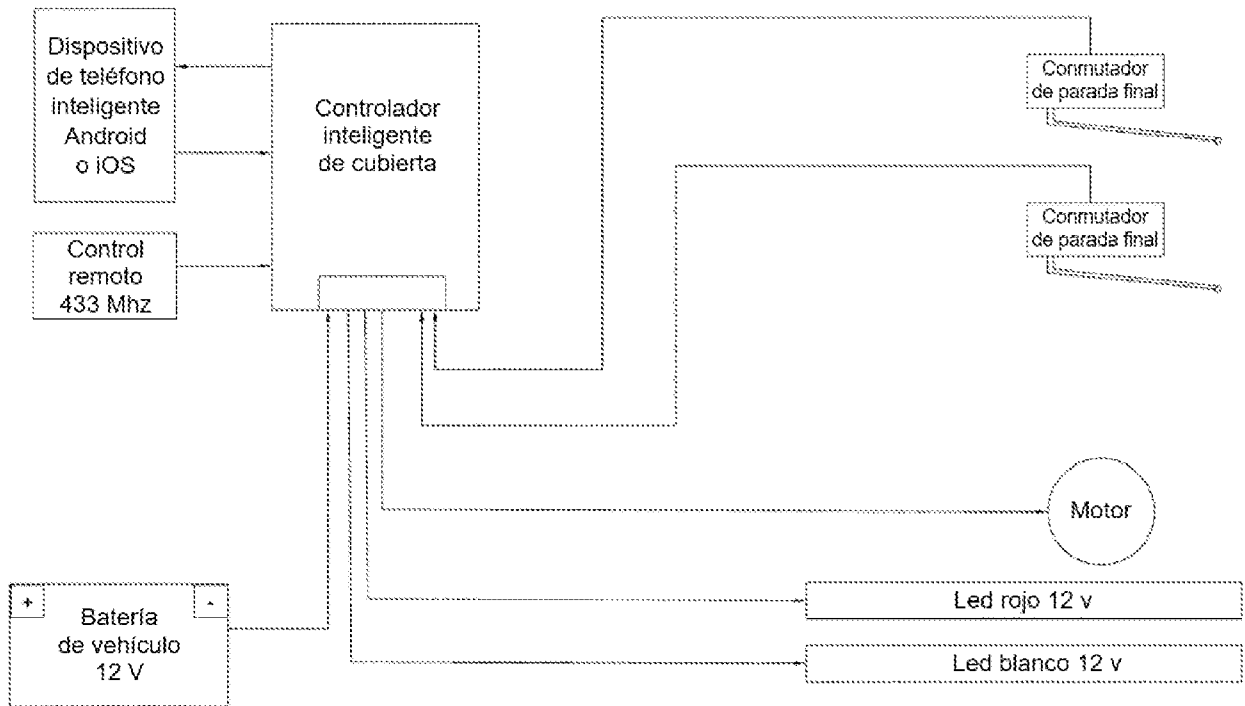 Dispositivo
de teléfono
inteligente
Android
o iOS
Controlador
inteligente
de cubierta
Conmutador
de parada final
Conmutador
de parada final
Control
remoto
433 Mhz
Motor
+
-
Batería
de vehículo
12 V
Led rojo 12 v
Led blanco 12 v